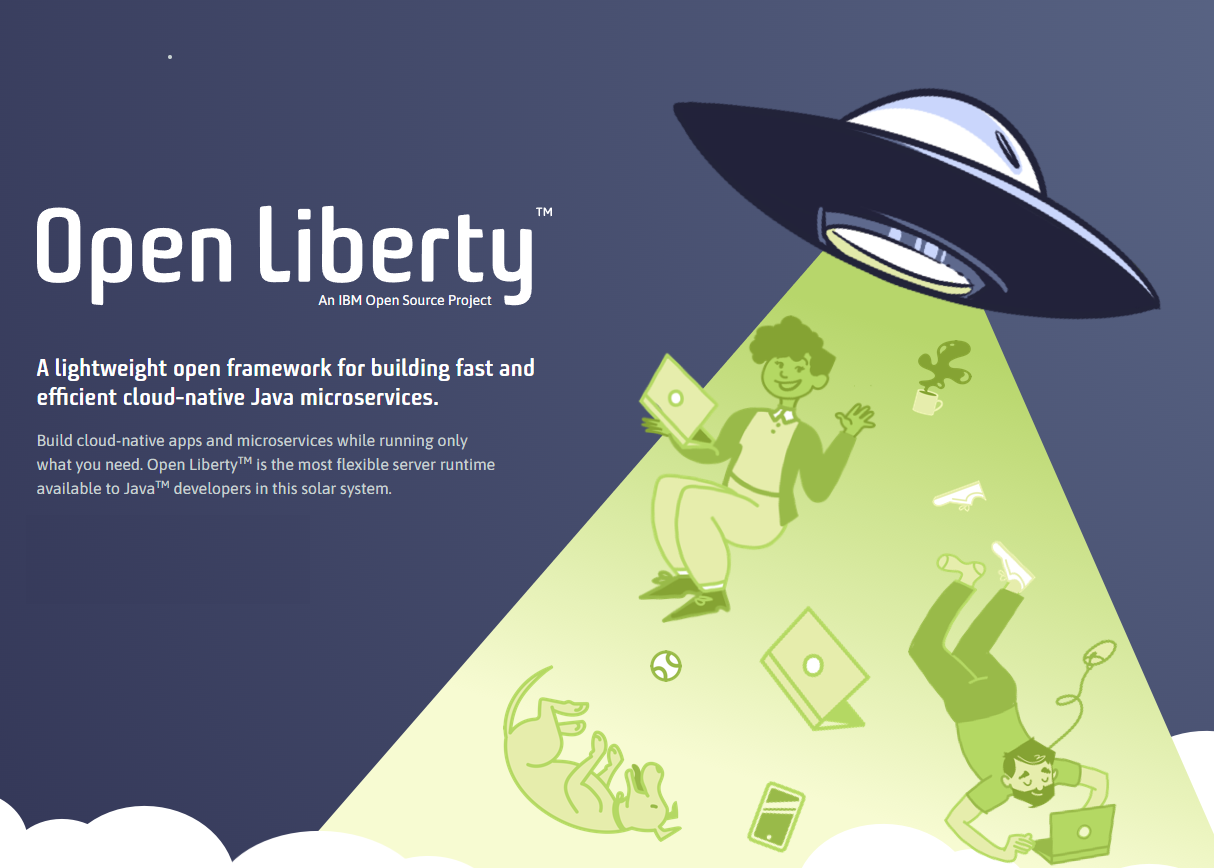 Open Liberty™
An IBM Open Source Project
A lightweight open framework for building fast and
efficient cloud-native Java microservices.
Build cloud-native apps and microservices while running only
what you need. Open Liberty™ is the most flexible server runtime
available to Java™ developers in this solar system.